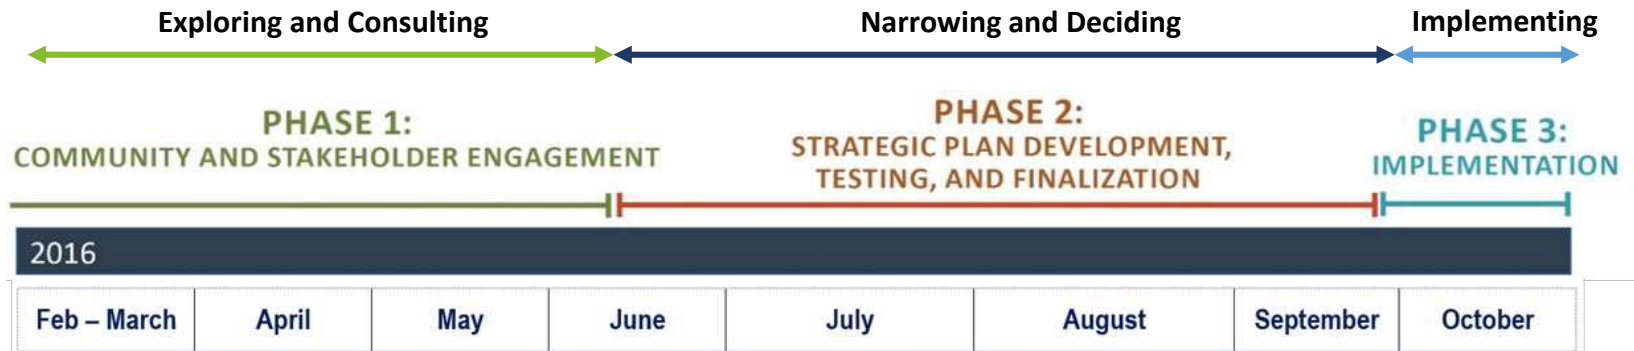 Exploring and Consulting
Narrowing and Deciding
Implementing
PHASE 1:
COMMUNITY AND STAKEHOLDER ENGAGEMENT
PHASE 2:
STRATEGIC PLAN DEVELOPMENT,
TESTING, AND FINALIZATION
PHASE 3:
IMPLEMENTATION
2016
Feb – March
April
May
June
July
August
September
October